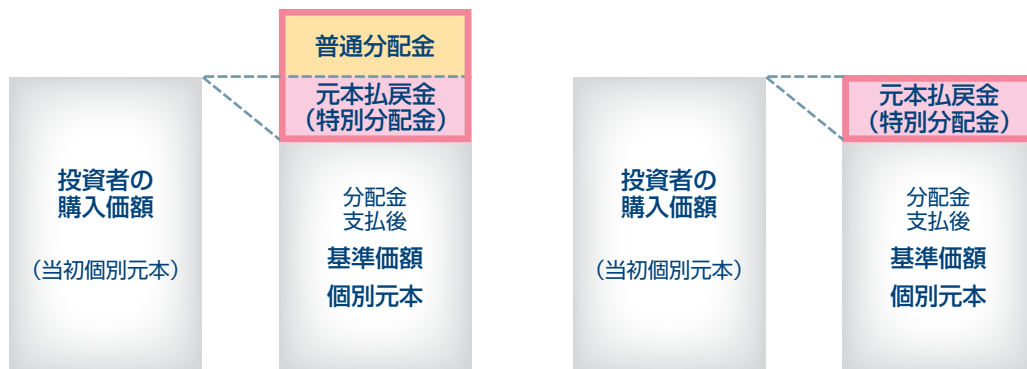 普通分配金
元本払戻金
（特別分配金）
投資者の
購入価額
（当初個別元本）
分配金
支払後
基準価額
個別元本
元本払戻金
（特別分配金）
投資者の
購入価額
（当初個別元本）
分配金
支払後
基準価額
個別元本